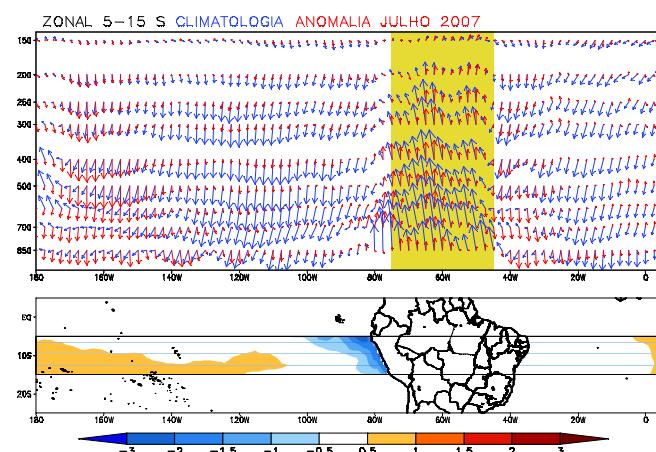 ZONAL 5-15 S CLIMATOLOGIA ANOMALIA JULHO 2007
150
200
250
300
400
500
700
850
180 160W 140W 120W 100W 80W 60W 40W 20W 0
EQ
10S
20S
180 160W 140W 120W 100W 80W 60W 40W 20W 0
-3 -2 -1.5 -1 -0.5 0.5 1 1.5 2 3